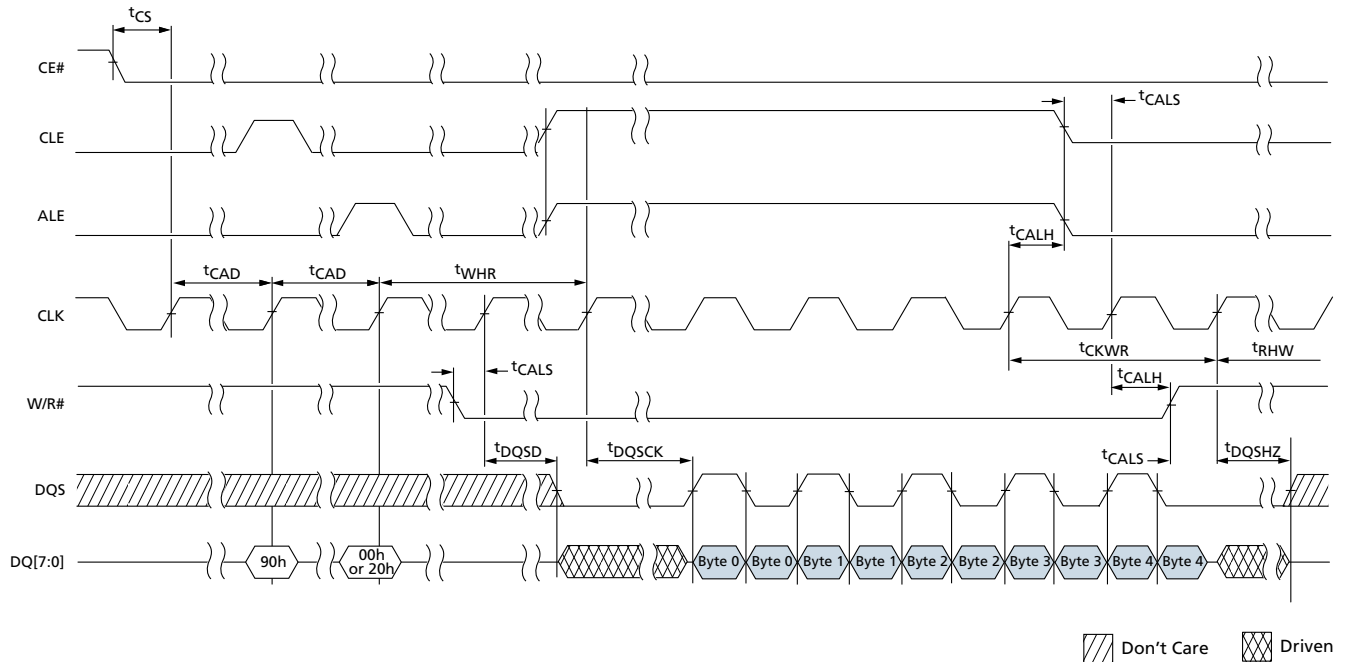 tCS
CE#
tCALS
CLE
ALE
tCALH
tCAD
tCAD
tWHR
CLK
tCKWR
tRHW
tCALS
tCALH
W/R#
tDQSD
tDQSCK
tCALS
tDQSHZ
DQS
DQ[7:0]
90h
00h
or 20h
Byte 0
Byte 0
Byte 1
Byte 1
Byte 2
Byte 2
Byte 3
Byte 3
Byte 4
Byte 4
Don't Care
Driven